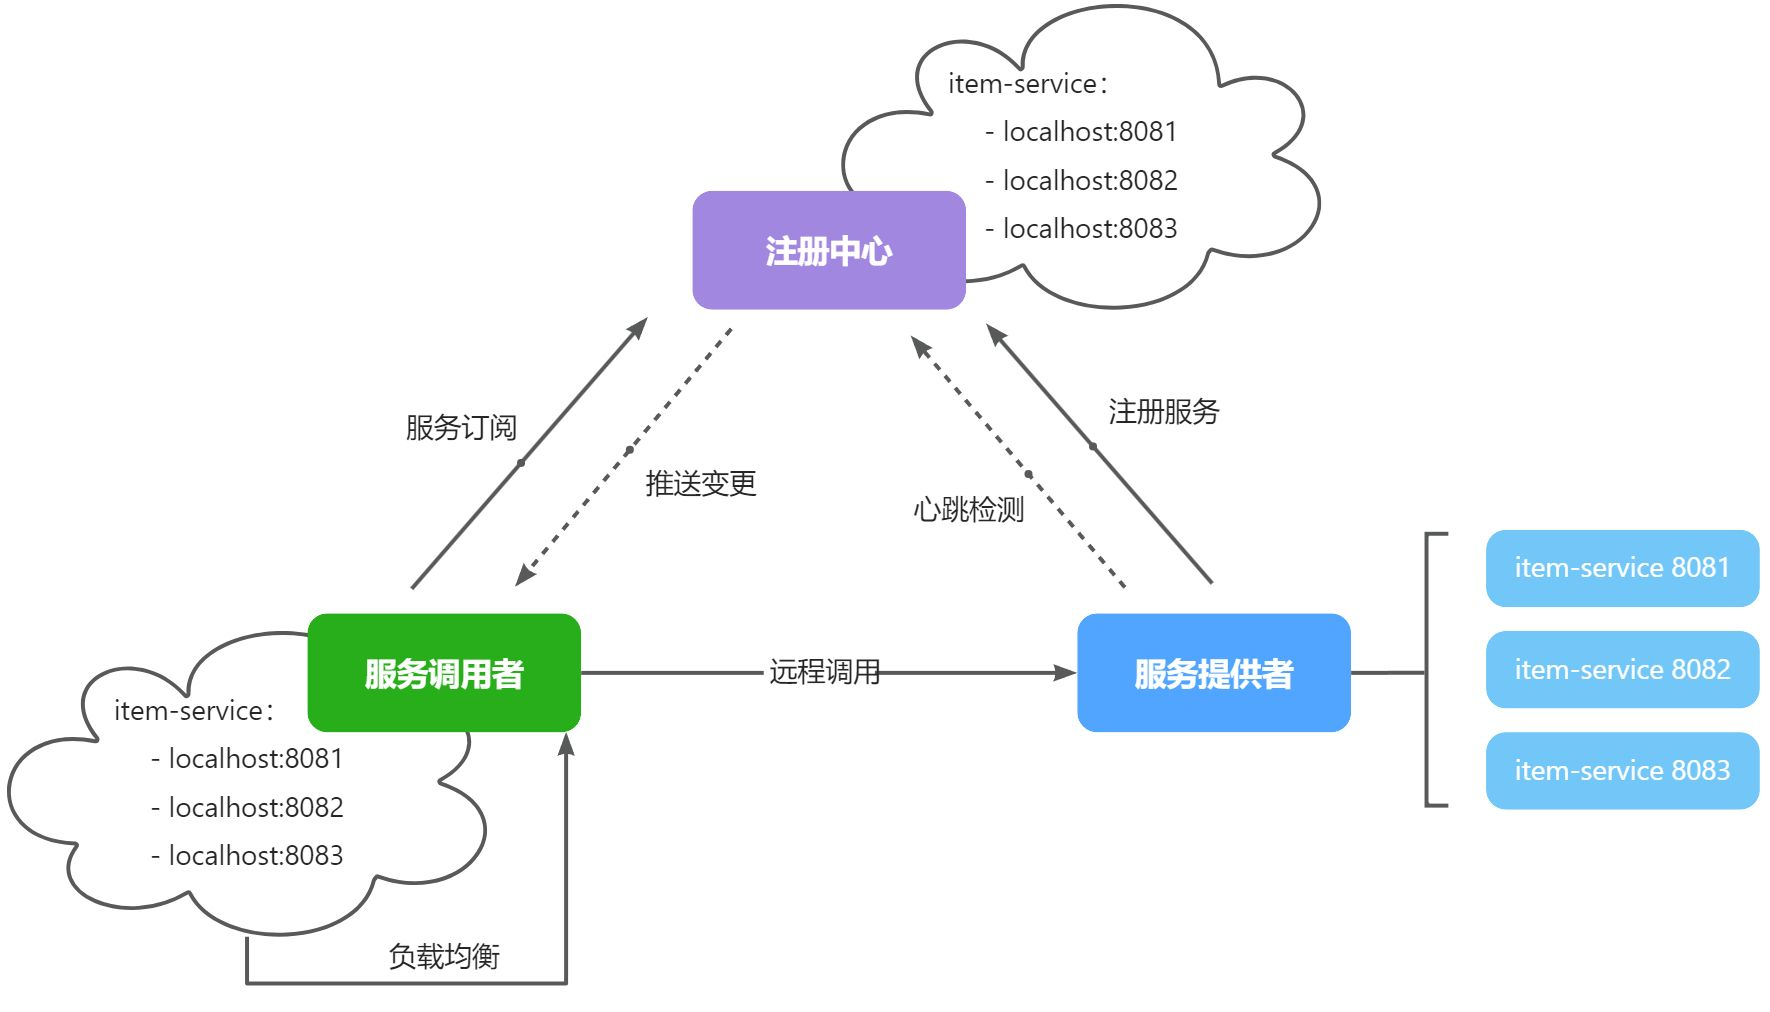 item-service：
- localhost:8081
- localhost:8082
- localhost:8083
注册中心
服务订阅
推送变更
心跳检测
注册服务
服务调用者
远程调用
服务提供者
item-service 8081
item-service 8082
item-service 8083
item-service：
- localhost:8081
- localhost:8082
- localhost:8083
负载均衡